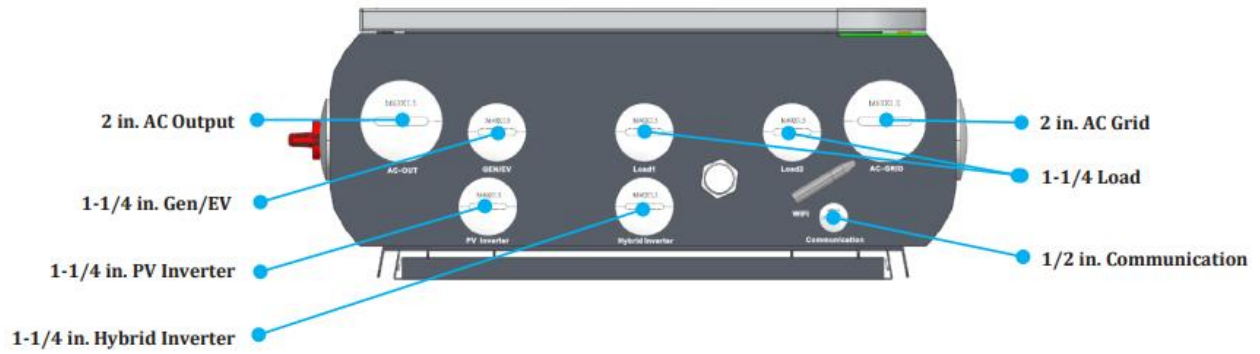 2 in. AC Output
1-1/4 in. Gen/EV
1-1/4 in. PV Inverter
1-1/4 in. Hybrid Inverter
AC-OUT
GEN/EV
Load1
Load2
AC-GRID
PV Inverter
Hybrid Inverter
WIFI
Communication
2 in. AC Grid
1-1/4 Load
1/2 in. Communication